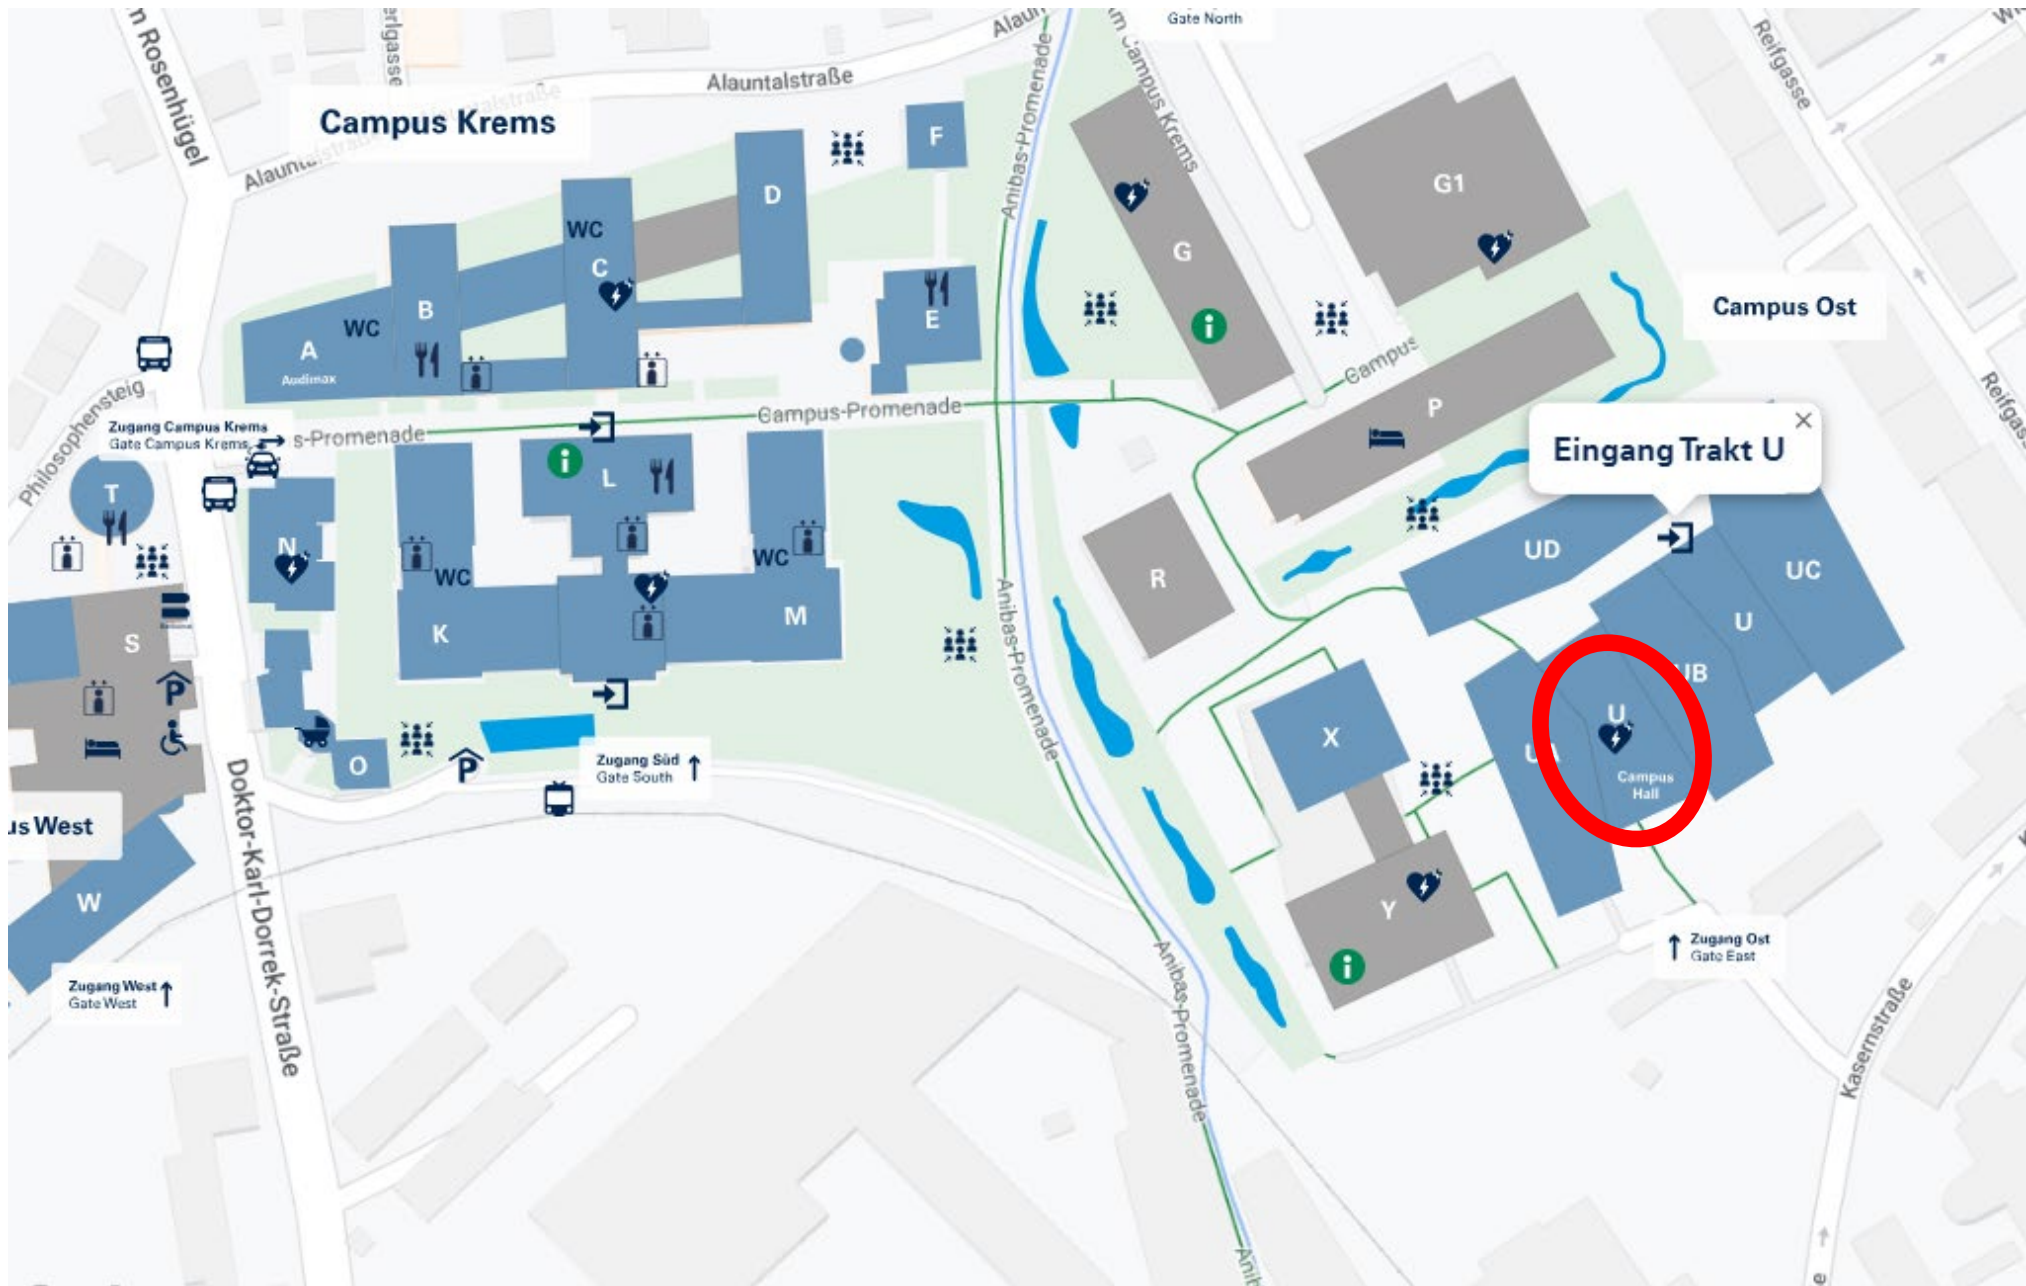 Gate North
Alauntalstraße
Campus Krems
Alauntalstraße
Reifgasse
Anibas-Promenade
Am Campus Krems
F
D
G1
WC
C
G
B
WC
A
Audimax
E
Campus Ost
Campus
P
Philosophensteig
Zugang Campus Krems
Gate Campus Krems
s-Promenade
Campus-Promenade
Eingang Trakt U
Reifgasse
T
L
N
WC
WC
R
UD
UC
K
M
S
U
UB
Anibas-Promenade
U
UA
Campus
Hall
X
O
P
P
Zugang Süd
Gate South
us West
W
Y
Doktor-Karl-Dorrek-Straße
Zugang West
Gate West
Zugang Ost
Gate East
Anibas-Promenade
Kasernstraße
Rosenhügel